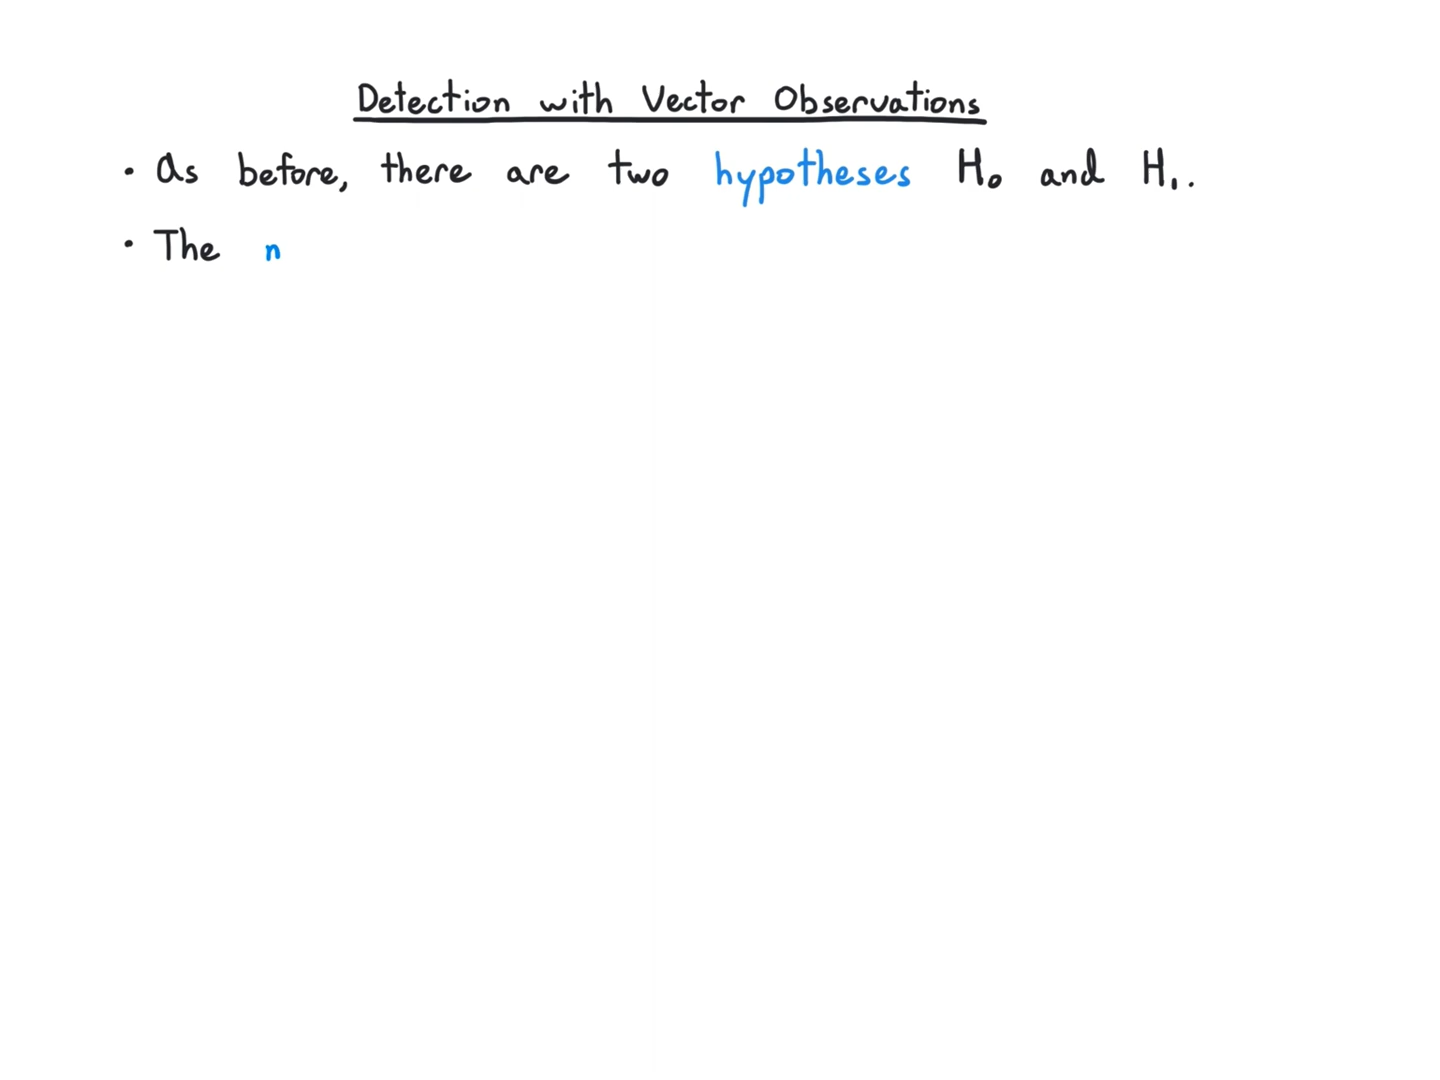 Detection with Vector Observations
• As before, there are two hypotheses H₀ and H₁.
• The n